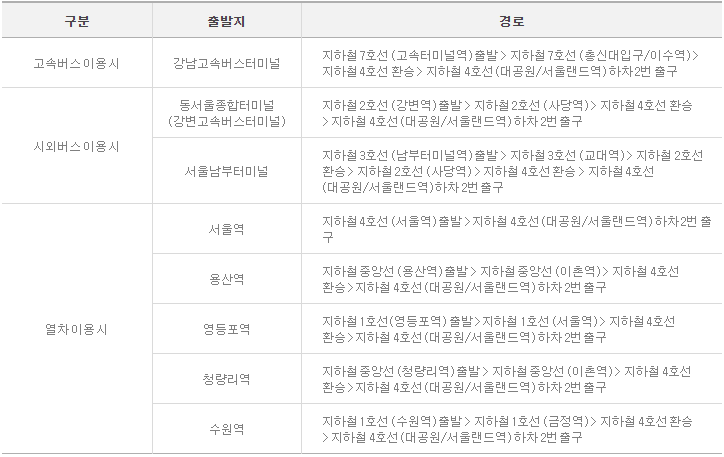 구분 출발지 경로
고속버스이용시 강남고속버스터미널 지하철 7호선 (고속터미널역) 출발 > 지하철 7호선 (총신대입구/이수역) >
지하철 4호선 환승 > 지하철 4호선 (대공원/서울랜드역) 하차 2번 출구
시외버스이용시
동서울종합터미널
(강변고속버스터미널)
지하철 2호선 (강변역) 출발 > 지하철 2호선 (사당역) > 지하철 4호선 환승
> 지하철 4호선 (대공원/서울랜드역) 하차 2번 출구
서울남부터미널
지하철 3호선 (남부터미널역) 출발 > 지하철 3호선 (교대역) > 지하철 2호선
환승 > 지하철 2호선 (사당역) > 지하철 4호선 환승 > 지하철 4호선
(대공원/서울랜드역) 하차 2번 출구
열차이용시
서울역
지하철 4호선 (서울역) 출발 > 지하철 4호선 (대공원/서울랜드역) 하차 2번 출
구
용산역
지하철 중앙선 (용산역) 출발 > 지하철 중앙선 (이촌역) > 지하철 4호선
환승 > 지하철 4호선 (대공원/서울랜드역) 하차 2번 출구
영등포역
지하철 1호선 (영등포역) 출발 > 지하철 1호선 (서울역) > 지하철 4호선
환승 > 지하철 4호선 (대공원/서울랜드역) 하차 2번 출구
청량리역
지하철 중앙선 (청량리역) 출발 > 지하철 중앙선 (이촌역) > 지하철 4호선
환승 > 지하철 4호선 (대공원/서울랜드역) 하차 2번 출구
수원역
지하철 1호선 (수원역) 출발 > 지하철 1호선 (금정역) > 지하철 4호선 환승
> 지하철 4호선 (대공원/서울랜드역) 하차 2번 출구